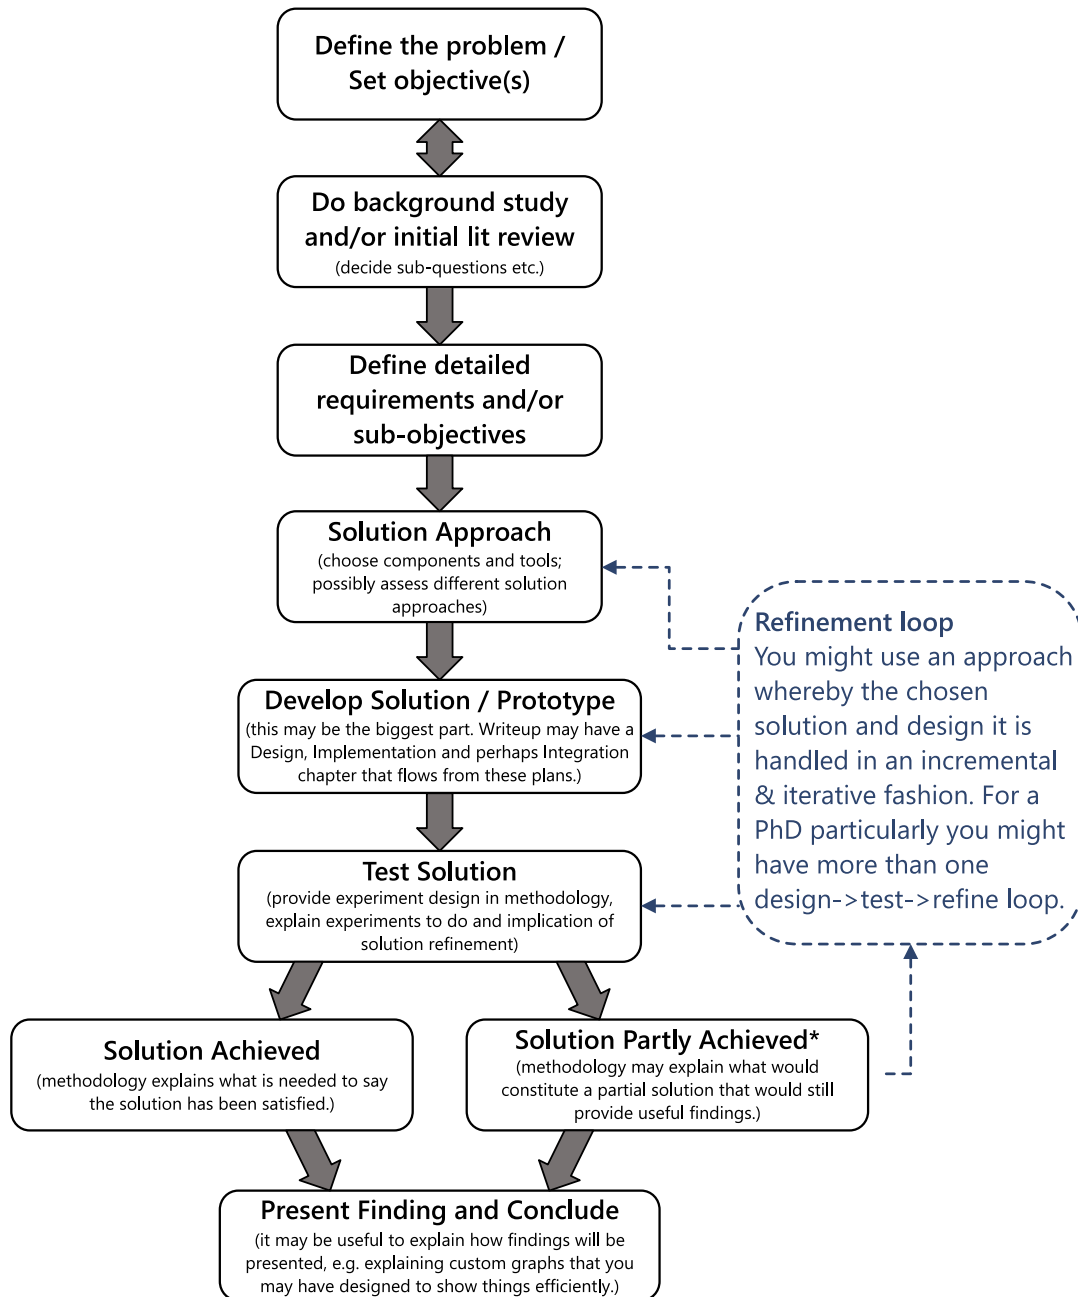 Define the problem /
Set objective(s)
Do background study
and/or initial lit review
(decide sub-questions etc.)
Define detailed
requirements and/or
sub-objectives
Solution Approach
(choose components and tools;
possibly assess different solution
approaches)
Develop Solution / Prototype
(this may be the biggest part. Writeup may have a
Design, Implementation and perhaps Integration
chapter that flows from these plans.)
Test Solution
(provide experiment design in methodology,
explain experiments to do and implication of
solution refinement)
Refinement loop
You might use an approach
whereby the chosen
solution and design it is
handled in an incremental
& iterative fashion. For a
PhD particularly you might
have more than one
design->test->refine loop.
Solution Achieved
(methodology explains what is needed to say
the solution has been satisfied.)
Solution Partly Achieved*
(methodology may explain what would
constitute a partial solution that would still
provide useful findings.)
Present Finding and Conclude
(it may be useful to explain how findings will be
presented, e.g. explaining custom graphs that you
may have designed to show things efficiently.)